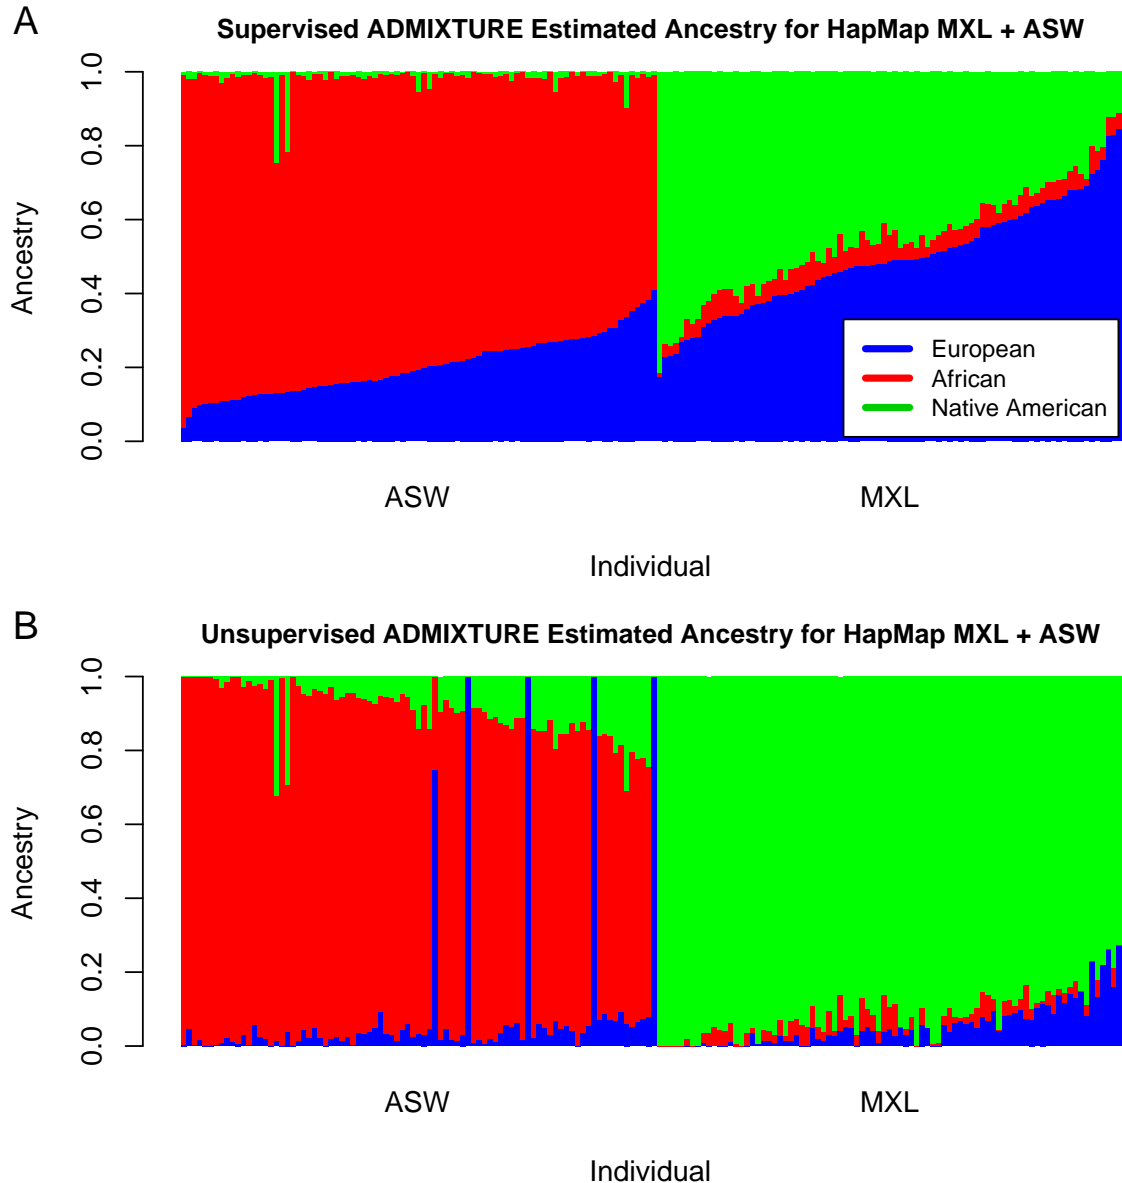 A
Supervised ADMIXTURE Estimated Ancestry for HapMap MXL + ASW
Ancestry
0.0 0.2 0.4 0.6 0.8 1.0
European
African
Native American
ASW MXL
Individual
B
Unsupervised ADMIXTURE Estimated Ancestry for HapMap MXL + ASW
Ancestry
0.0 0.2 0.4 0.6 0.8 1.0
ASW MXL
Individual